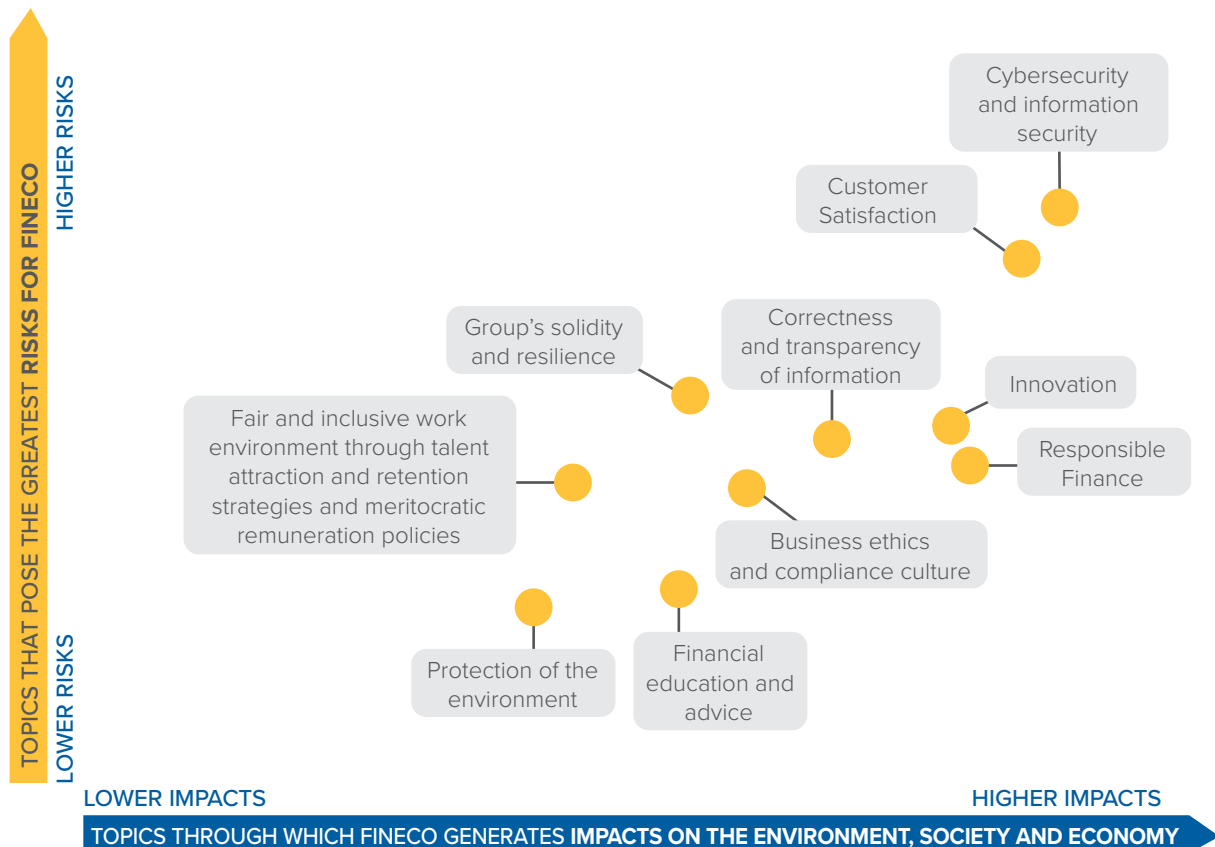 TOPICS THAT POSE THE GREATEST RISKS FOR FINECO
HIGHER RISKS
LOWER RISKS
Cybersecurity
and information
security
Customer
Satisfaction
Group’s solidity
and resilience
Correctness
and transparency
of information
Innovation
Responsible
Finance
Fair and inclusive work
environment through talent
attraction and retention
strategies and meritocratic
remuneration policies
Business ethics
and compliance culture
Protection of the
environment
Financial
education and
advice
LOWER IMPACTS
HIGHER IMPACTS
TOPICS THROUGH WHICH FINECO GENERATES IMPACTS ON THE ENVIRONMENT, SOCIETY AND ECONOMY